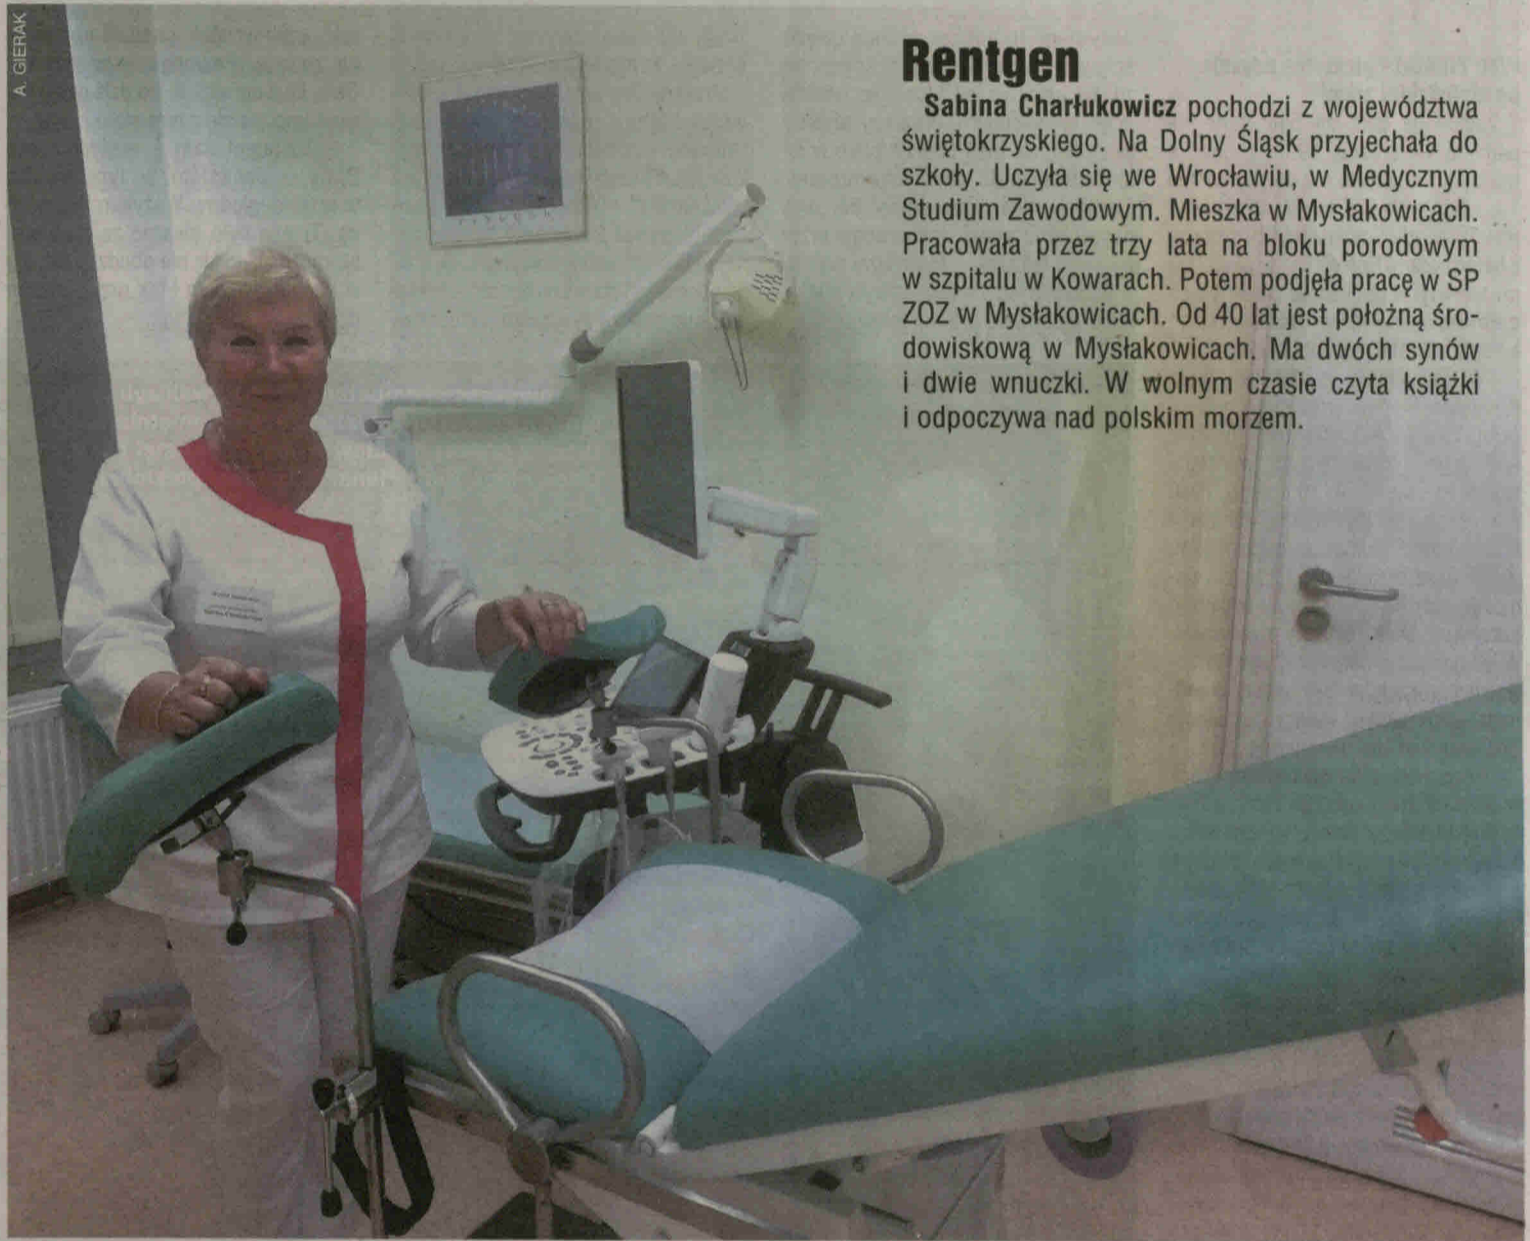 A. GIERAK
Rentgen
Sabina Charłukowicz pochodzi z województwa
świętokrzyskiego. Na Dolny Śląsk przyjechała do
szkoły. Uczyła się we Wrocławiu, w Medycznym
Studium Zawodowym. Mieszka w Mysłakowicach.
Pracowała przez trzy lata na bloku porodowym
w szpitalu w Kowarach. Potem podjęła pracę w SP
ZOZ w Mysłakowicach. Od 40 lat jest położną śro-
dowiskową w Mysłakowicach. Ma dwóch synów
i dwie wnuczki. W wolnym czasie czyta książki
i odpoczywa nad polskim morzem.